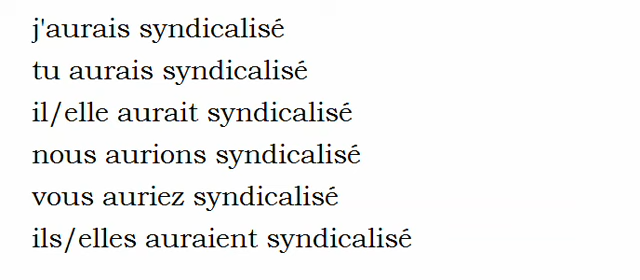 j'aurais syndicalisé
tu aurais syndicalisé
il/elle aurait syndicalisé
nous aurions syndicalisé
vous auriez syndicalisé
ils/elles auraient syndicalisé